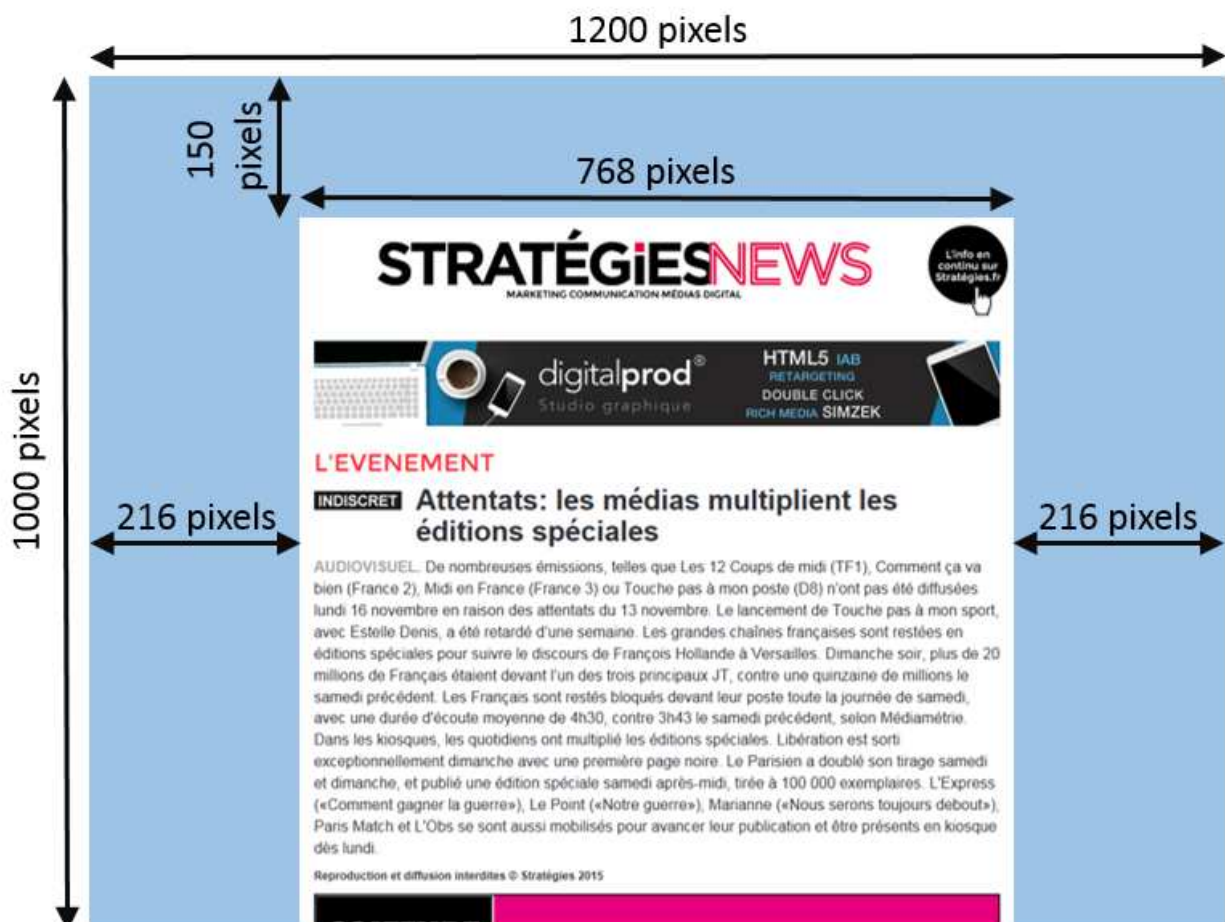 1200 pixels
150
pixels
768 pixels
STRATÉGiESNEWS
MARKETING COMMUNICATION MÉDIAS DIGITAL
L'info en
continu sur
Stratégies.fr
digitalprod®
Studio graphique
HTML5 IAB
RETARGETING
DOUBLE CLICK
RICH MEDIA SIMZEK
1000 pixels
216 pixels
216 pixels
L'EVENEMENT
INDISCRET Attentats: les médias multiplient les
éditions spéciales
AUDIOVISUEL. De nombreuses émissions, telles que Les 12 Coups de midi (TF1), Comment ça va
bien (France 2), Midi en France (France 3) ou Touche pas à mon poste (D8) n'ont pas été diffusées
lundi 16 novembre en raison des attentats du 13 novembre. Le lancement de Touche pas à mon sport,
avec Estelle Denis, a été retardé d'une semaine. Les grandes chaînes françaises sont restées en
éditions spéciales pour suivre le discours de François Hollande à Versailles. Dimanche soir, plus de 20
millions de Français étaient devant l'un des trois principaux JT, contre une quinzaine de millions le
samedi précédent. Les Français sont restés bloqués devant leur poste toute la journée de samedi,
avec une durée d'écoute moyenne de 4h30, contre 3h43 le samedi précédent, selon Médiamétrie.
Dans les kiosques, les quotidiens ont multiplié les éditions spéciales. Libération est sorti
exceptionnellement dimanche avec une première page noire. Le Parisien a doublé son tirage samedi
et dimanche, et publié une édition spéciale samedi après-midi, tirée à 100 000 exemplaires. L'Express
(«Comment gagner la guerre»), Le Point («Notre guerre»), Marianne («Nous serons toujours debout»),
Paris Match et L'Obs se sont aussi mobilisés pour avancer leur publication et être présents en kiosque
dès lundi.
Reproduction et diffusion interdites © Stratégies 2015